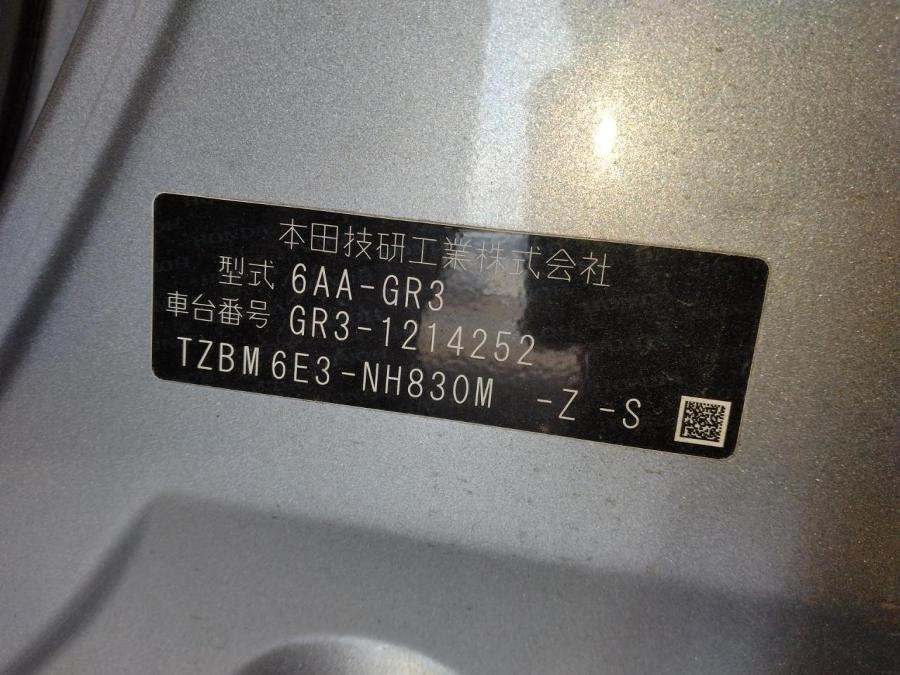 本田技研工業株式会社
型式 6AA-GR3
車台番号 GR3-1214252
TZBM6E3-NH830M -Z -S